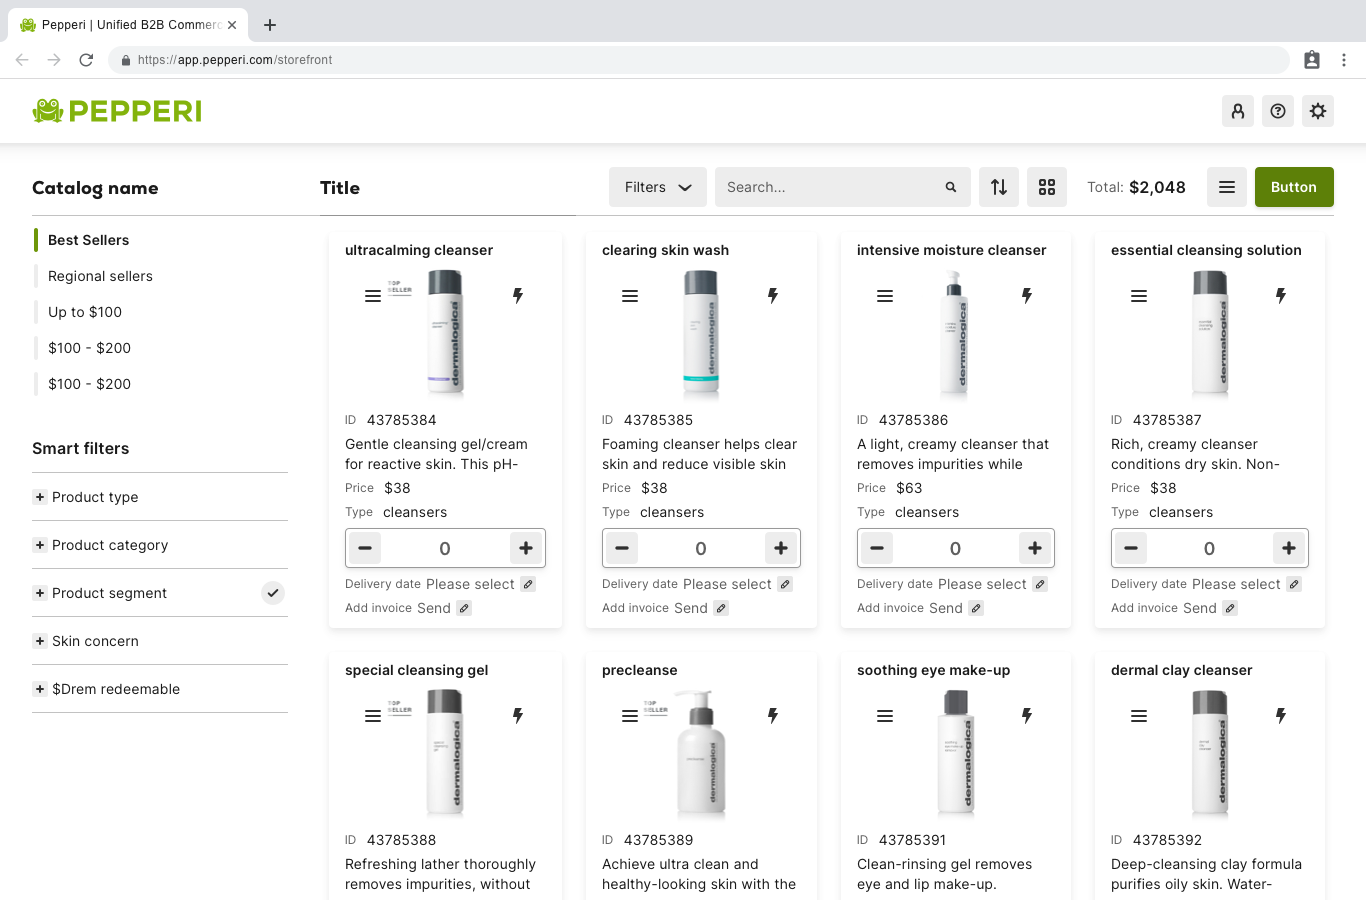 Pepperi | Unified B2B Commerc
https://app.pepperi.com/storefront
PEPPERI
Catalog name
Title
Filters
Search...
Total: $2,048
Button
Best Sellers
Regional sellers
Up to $100
$100 - $200
$100 - $200
Smart filters
Product type
Product category
Product segment
Skin concern
$Drem redeemable
ultracalming cleanser
TOP
SELLER
dermalogica
ID 43785384
Gentle cleansing gel/cream
for reactive skin. This pH-
Price $38
Type cleansers
0
Delivery date Please select
Add invoice Send
clearing skin wash
dermalogica
ID 43785385
Foaming cleanser helps clear
skin and reduce visible skin
Price $38
Type cleansers
0
Delivery date Please select
Add invoice Send
intensive moisture cleanser
dermalogica
ID 43785386
A light, creamy cleanser that
removes impurities while
Price $63
Type cleansers
0
Delivery date Please select
Add invoice Send
essential cleansing solution
dermalogica
ID 43785387
Rich, creamy cleanser
conditions dry skin. Non-
Price $38
Type cleansers
0
Delivery date Please select
Add invoice Send
special cleansing gel
TOP
SELLER
dermalogica
ID 43785388
Refreshing lather thoroughly
removes impurities, without
precleanse
TOP
SELLER
dermalogica
ID 43785389
Achieve ultra clean and
healthy-looking skin with the
soothing eye make-up
dermalogica
ID 43785391
Clean-rinsing gel removes
eye and lip make-up.
dermal clay cleanser
dermalogica
ID 43785392
Deep-cleansing clay formula
purifies oily skin. Water-